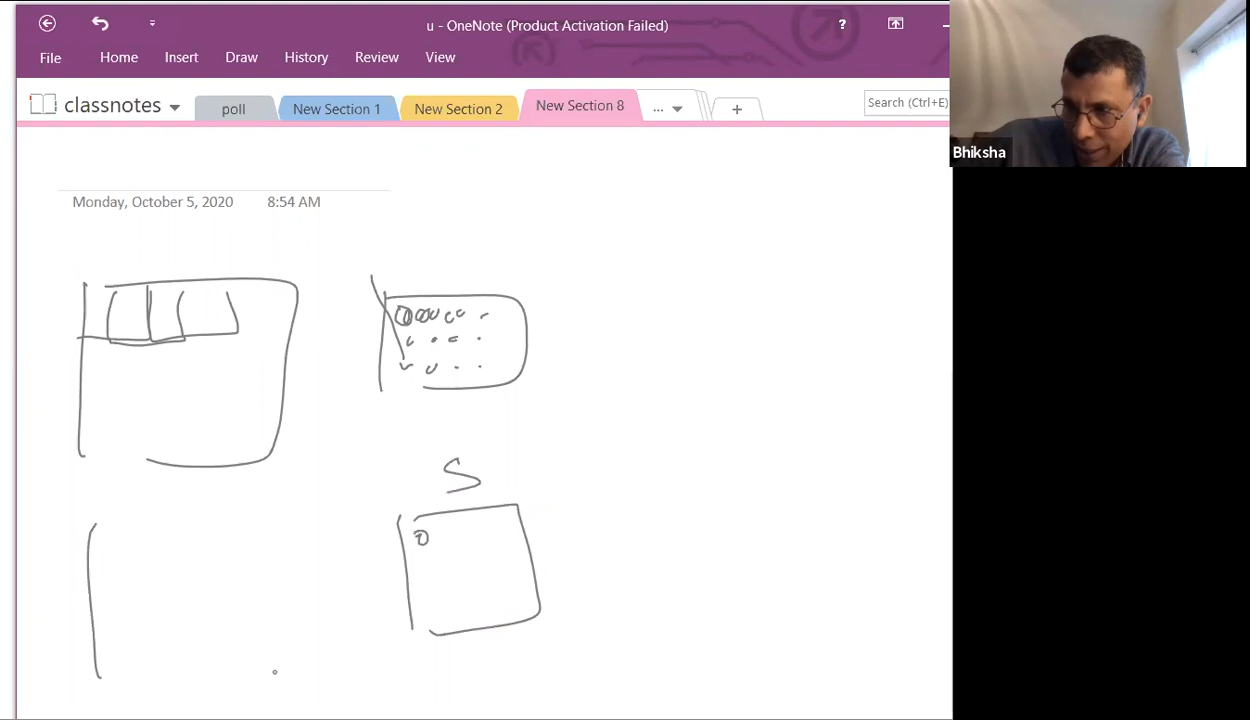 u - OneNote (Product Activation Failed)
?
File Home Insert Draw History Review View
classnotes poll New Section 1 New Section 2 New Section 8 ... + Search (Ctrl+E)
Bhiksha
Monday, October 5, 2020 8:54 AM
S